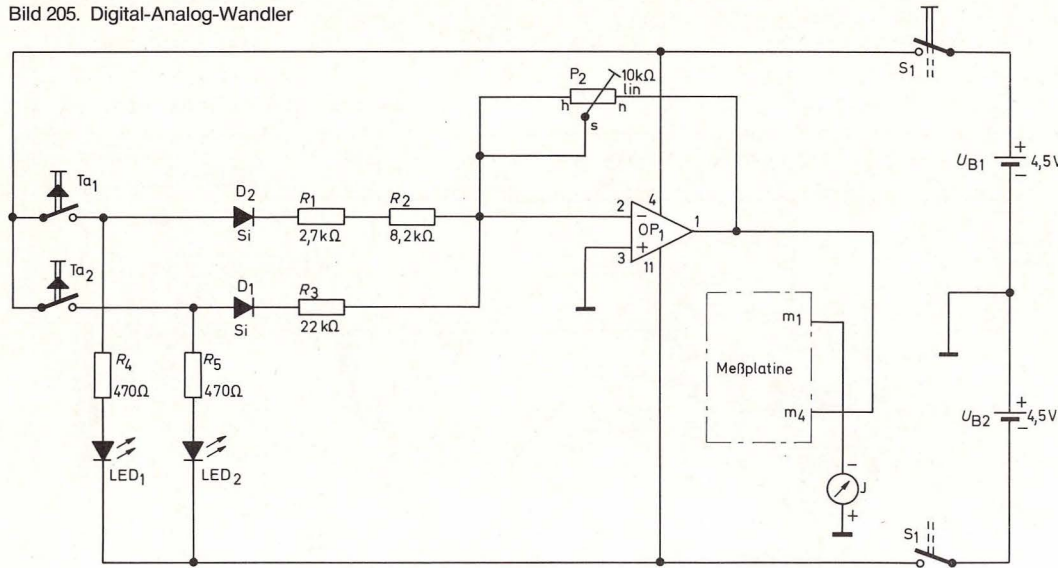 Bild 205. Digital-Analog-Wandler
S1
P2
10kΩ
lin
h
n
s
UB1
+
4,5V
−
Ta1
D2
Si
R1
2,7kΩ
R2
8,2kΩ
2
−
4
OP1
1
+
3
11
Ta2
D1
Si
R3
22kΩ
m1
Meßplatine
m4
R4
470Ω
R5
470Ω
UB2
+
4,5V
−
LED1
LED2
−
J
+
S1